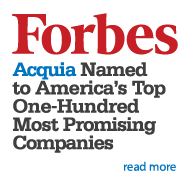 Forbes
Acquia Named
to America's Top
One-Hundred
Most Promising
Companies
read more